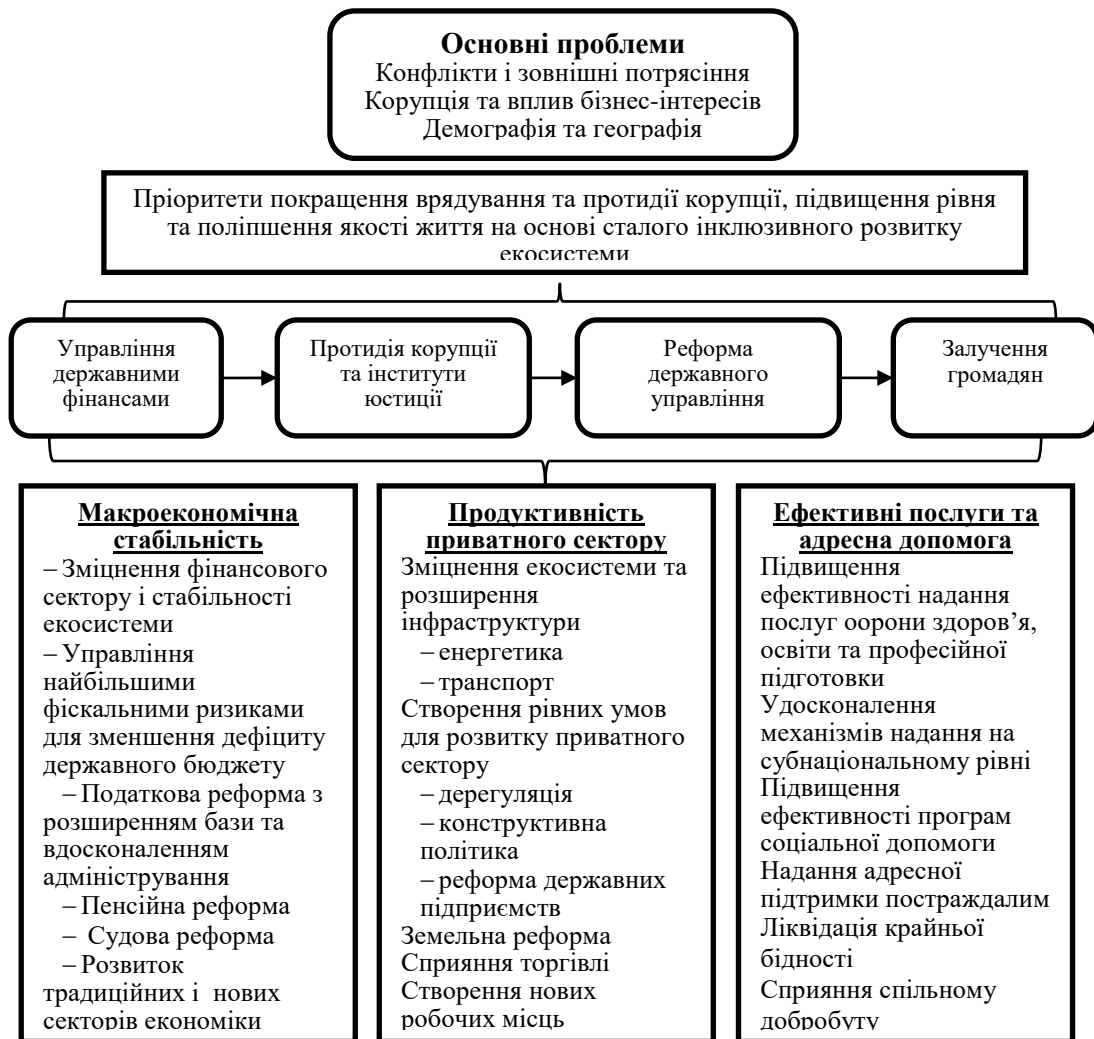 Основні проблеми
Конфлікти і зовнішні потрясіння
Корупція та вплив бізнес-інтересів
Демографія та географія
Пріоритети покращення врядування та протидії корупції, підвищення рівня
та поліпшення якості життя на основі сталого інклюзивного розвитку
екосистеми
Управління
державними
фінансами
Протидія корупції
та інститути
юстиції
Реформа
державного
управління
Залучення
громадян
Макроекономічна
стабільність
– Зміцнення фінансового
сектору і стабільності
екосистеми
– Управління
найбільшими
фіскальними ризиками
для зменшення дефіциту
державного бюджету
– Податкова реформа з
розширенням бази та
вдосконаленням
адміністрування
– Пенсійна реформа
– Судова реформа
– Розвиток
традиційних і нових
секторів економіки
Продуктивність
приватного сектору
Зміцнення екосистеми та
розширення
інфраструктури
– енергетика
– транспорт
Створення рівних умов
для розвитку приватного
сектору
– дерегуляція
– конструктивна
політика
– реформа державних
підприємств
Земельна реформа
Сприяння торгівлі
Створення нових
робочих місць
Ефективні послуги та
адресна допомога
Підвищення
ефективності надання
послуг оорони здоров’я,
освіти та професійної
підготовки
Удосконалення
механізмів надання на
субнаціональному рівні
Підвищення
ефективності програм
соціальної допомоги
Надання адресної
підтримки постраждалим
Ліквідація крайньої
бідності
Сприяння спільному
добробуту